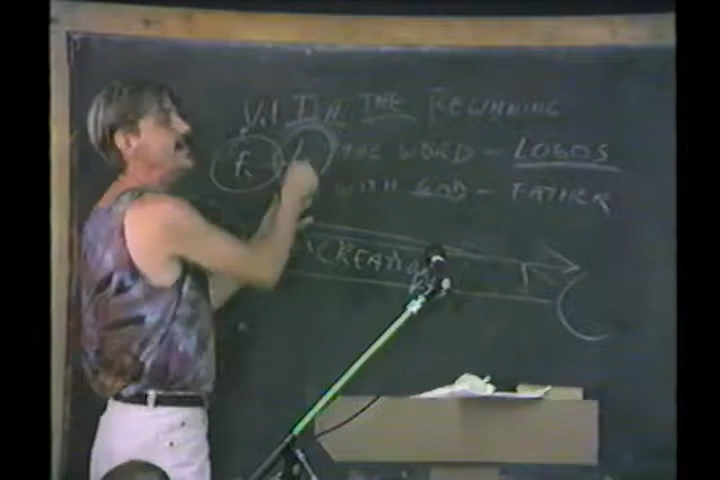 V.1 IN THE BEGINNING
THE WORD - LOGOS
WITH GOD - FATHER
CREATION